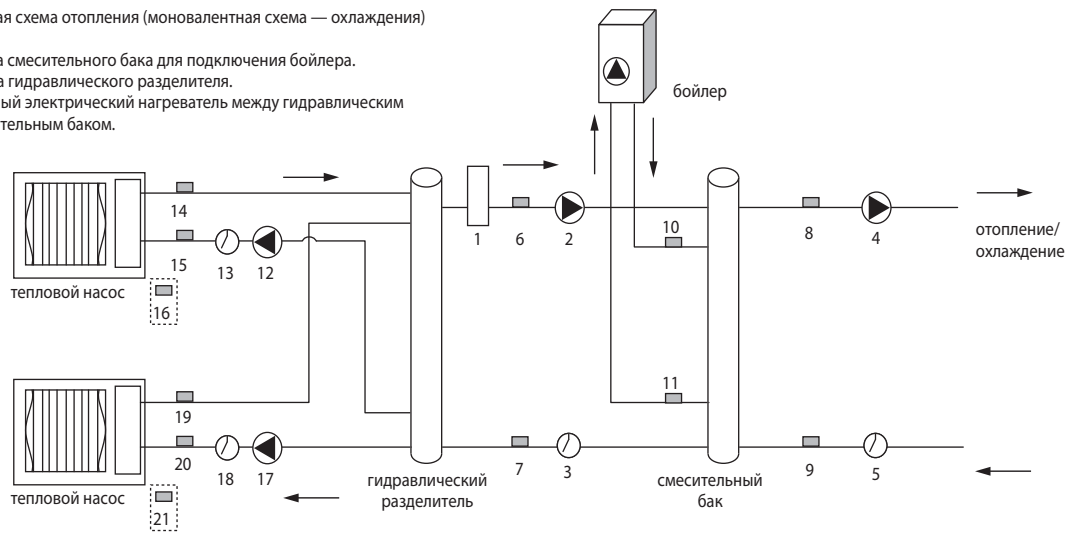 ая схема отопления (моновалентная схема — охлаждения)
а смесительного бака для подключения бойлера.
а гидравлического разделителя.
ный электрический нагреватель между гидравлическим
тельным баком.
бойлер
14
1
6
2
10
8
4
отопление/
охлаждение
15
13
12
тепловой насос
16
11
19
20
18
17
7
3
9
5
гидравлический
разделитель
смесительный
бак
тепловой насос
21